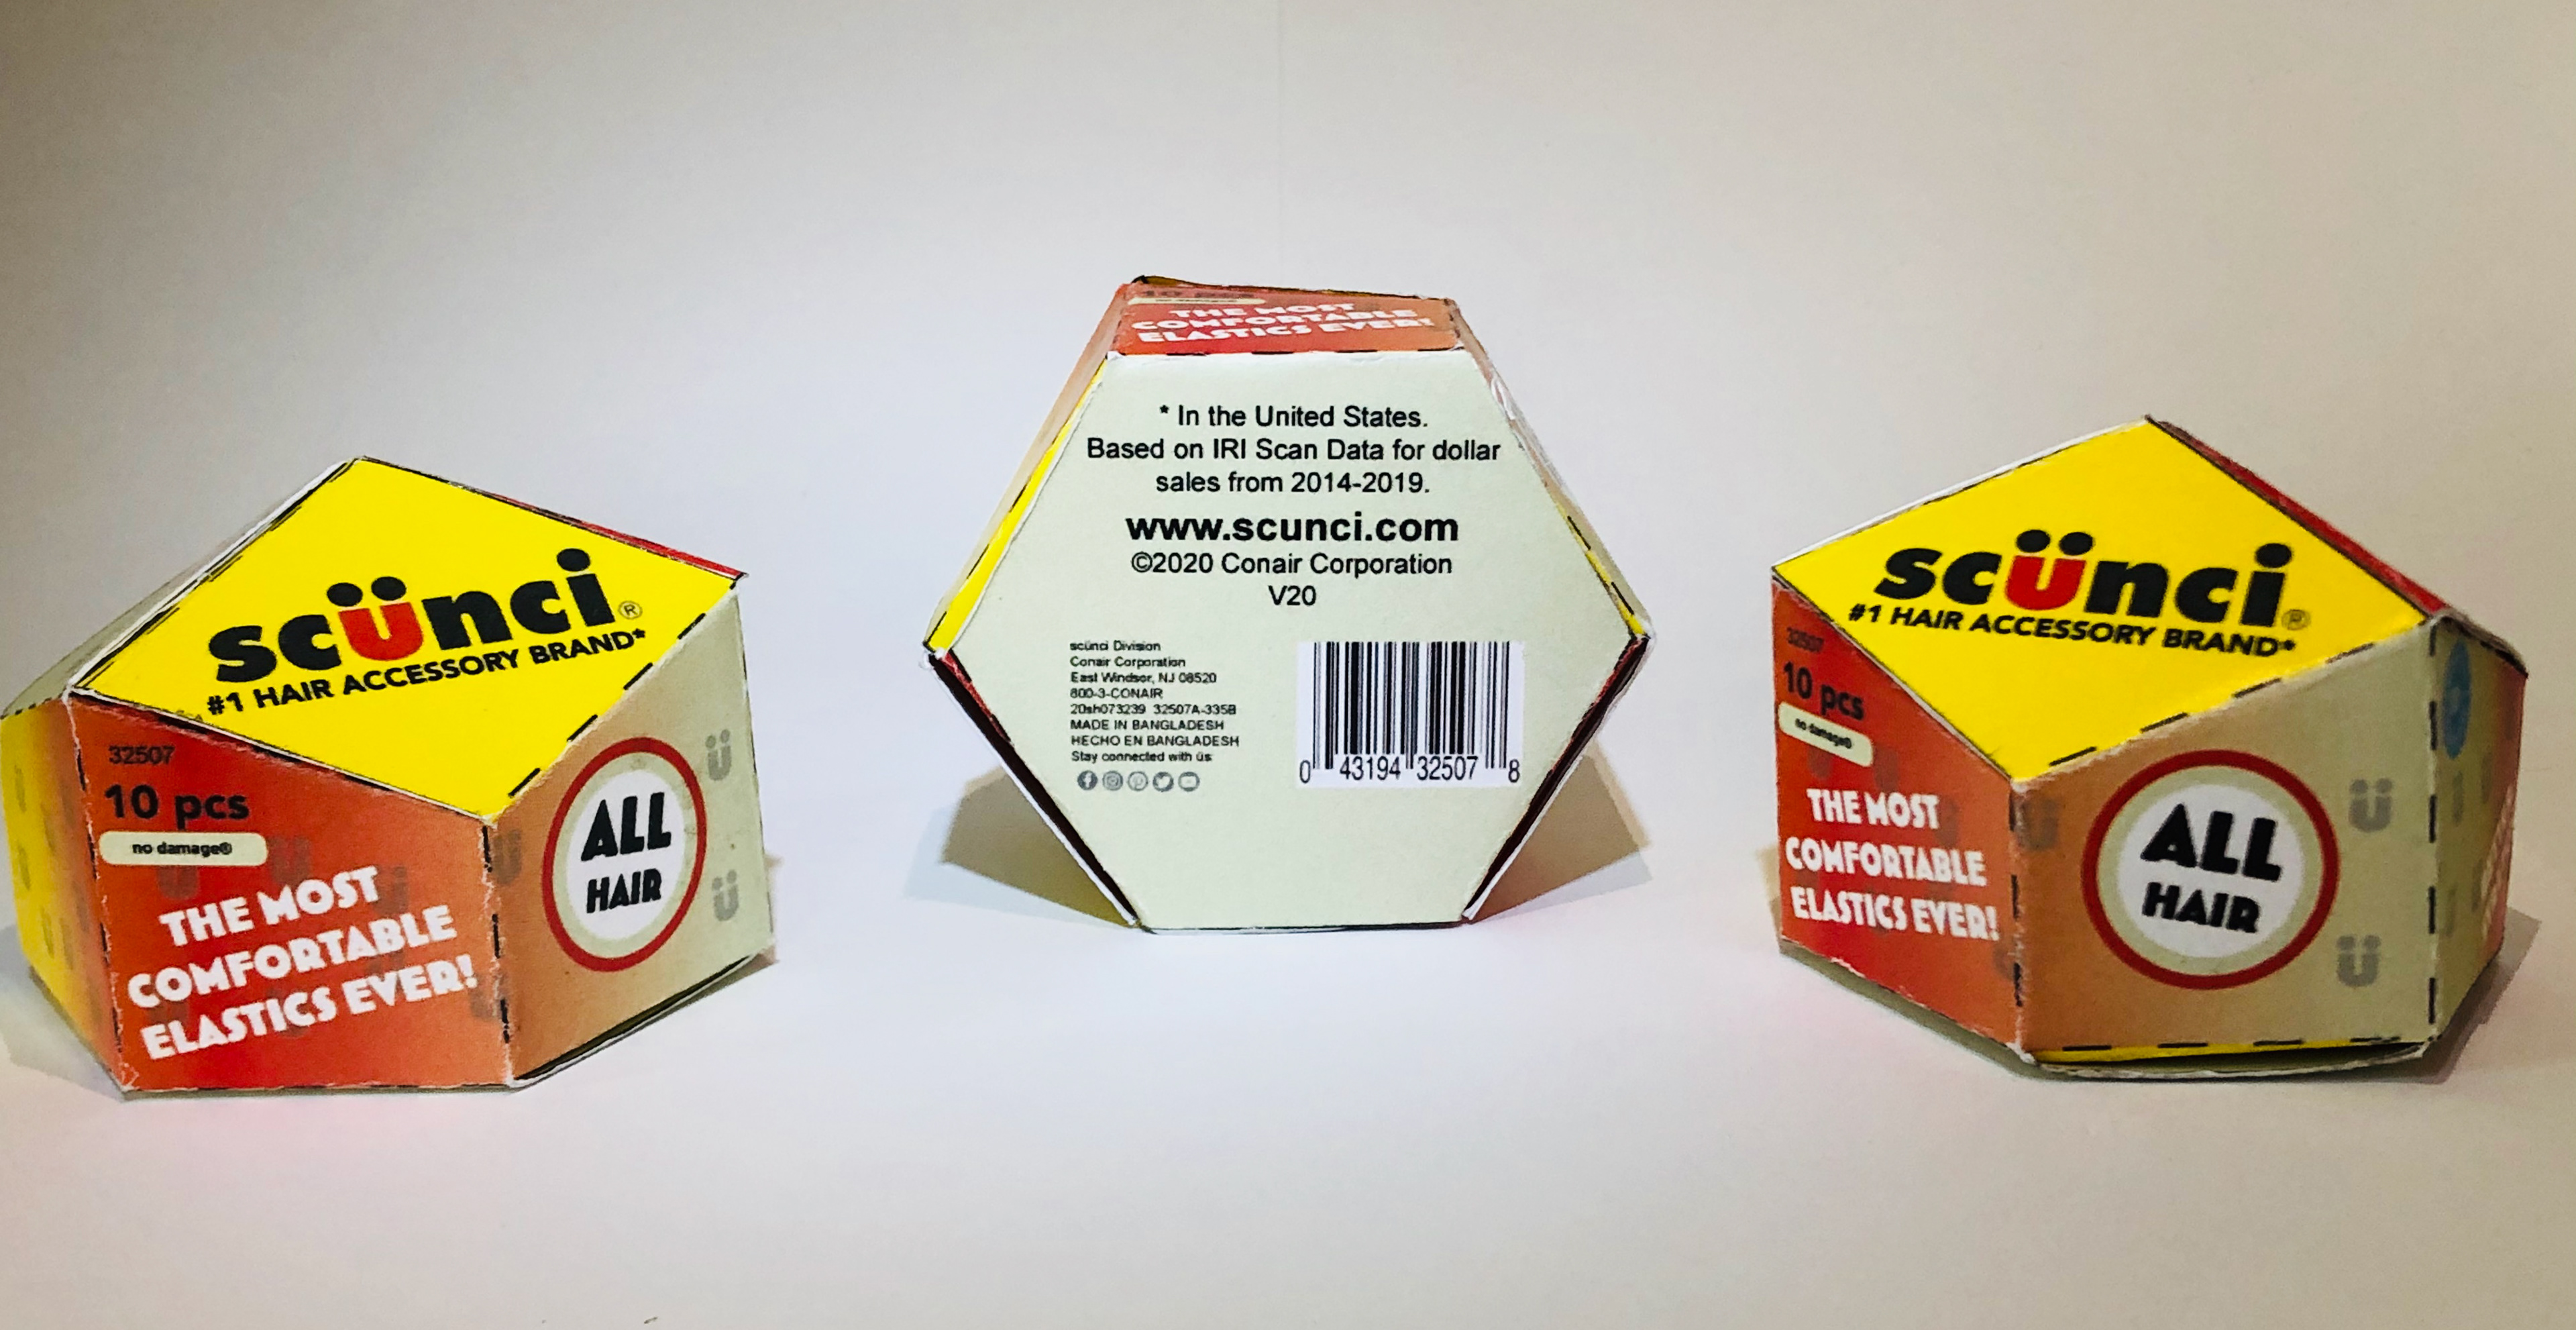 scünci®
#1 HAIR ACCESSORY BRAND*
32507
10 pcs
no damage®
THE MOST
COMFORTABLE
ELASTICS EVER!
ALL
HAIR
ü
ü
10 pcs
THE MOST
COMFORTABLE
ELASTICS EVER!
* In the United States.
Based on IRI Scan Data for dollar
sales from 2014-2019.
www.scunci.com
©2020 Conair Corporation
V20
scünci Division
Conair Corporation
East Windsor, NJ 08520
800-3-CONAIR
20sh073239 32507A-335B
MADE IN BANGLADESH
HECHO EN BANGLADESH
Stay connected with üs
0 43194 32507 8
scünci®
#1 HAIR ACCESSORY BRAND*
32507
10 pcs
no damage®
THE MOST
COMFORTABLE
ELASTICS EVER!
ALL
HAIR
ü
ü